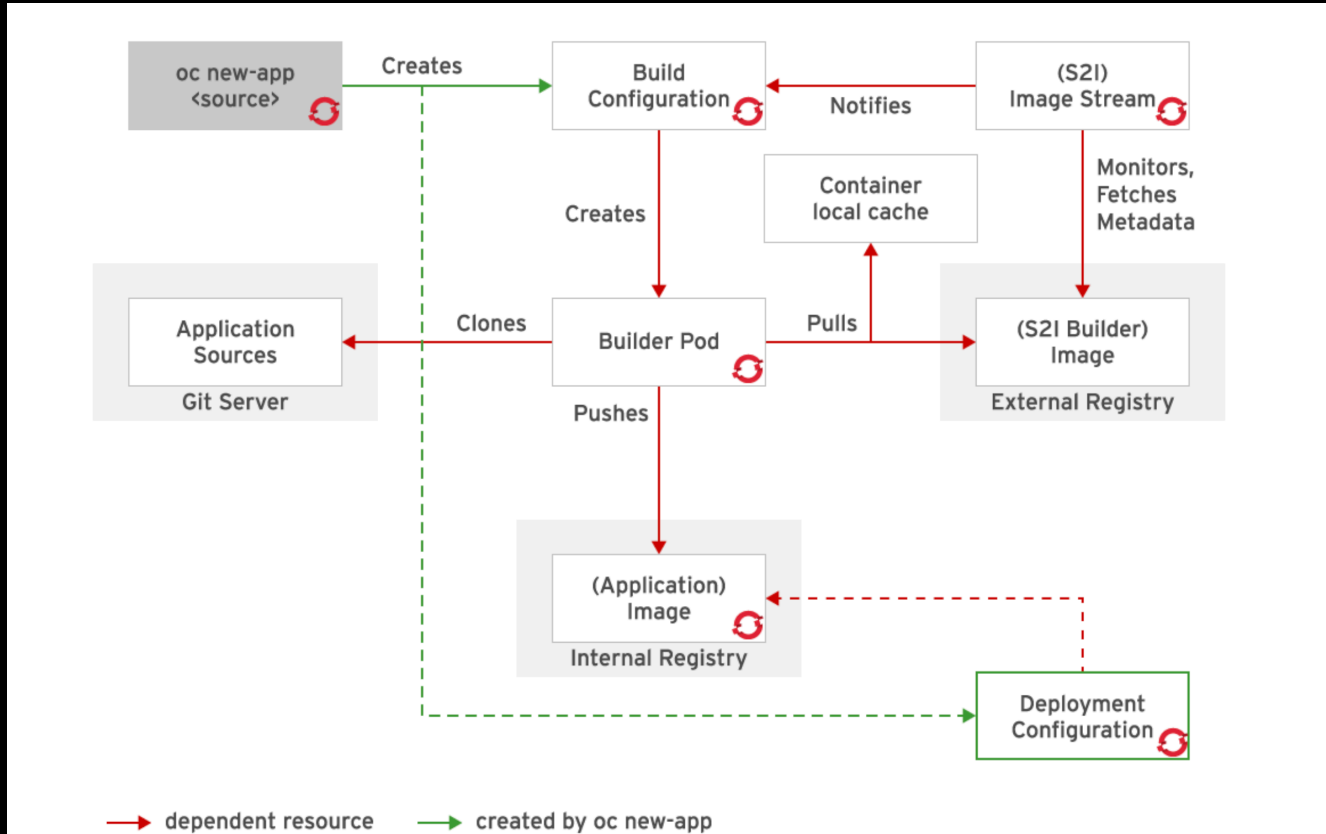 oc new-app
<source>
Creates
Build
Configuration
Notifies
(S2I)
Image Stream
Monitors,
Fetches
Metadata
Container
local cache
Creates
Application
Sources
Git Server
Clones
Builder Pod
Pulls
(S2I Builder)
Image
External Registry
Pushes
(Application)
Image
Internal Registry
Deployment
Configuration
dependent resource
created by oc new-app